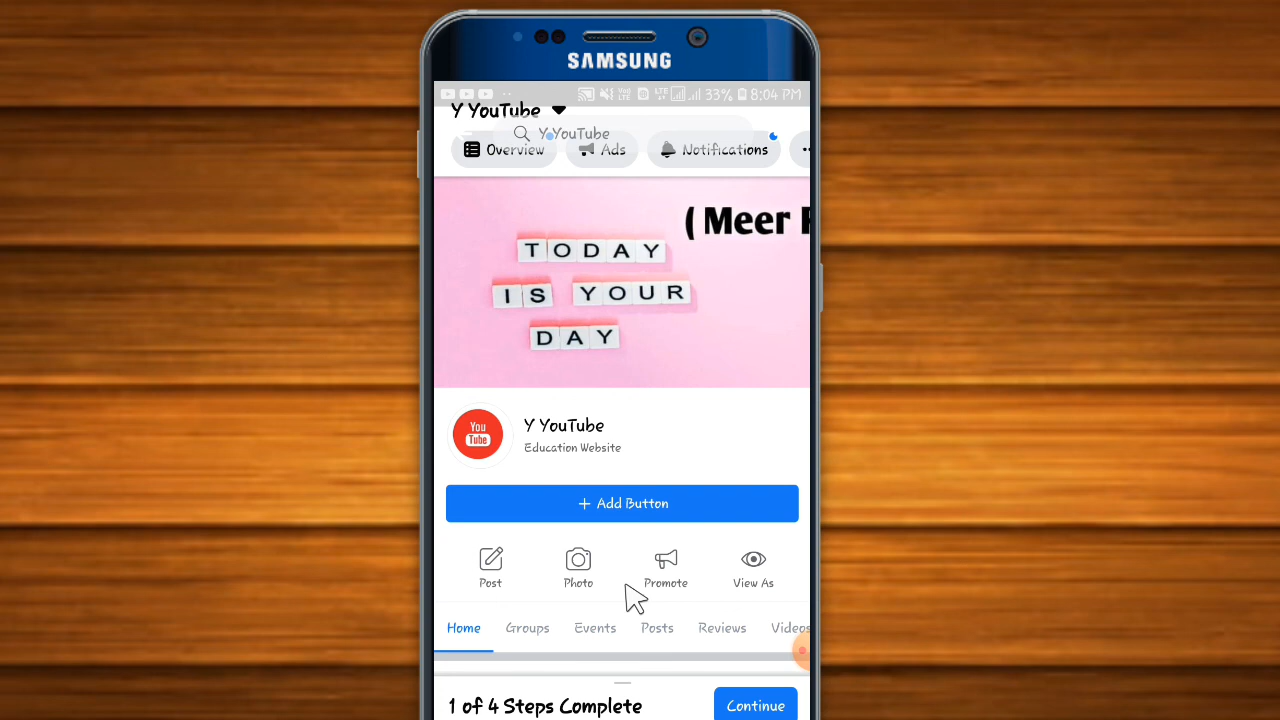 SAMSUNG
33% 8:04 PM
Y YouTube
Y YouTube
Overview Ads Notifications
( Meer
TODAY
IS YOUR
DAY
You
Tube
Y YouTube
Education Website
+ Add Button
Post Photo Promote View As
Home Groups Events Posts Reviews Videos
1 of 4 Steps Complete Continue